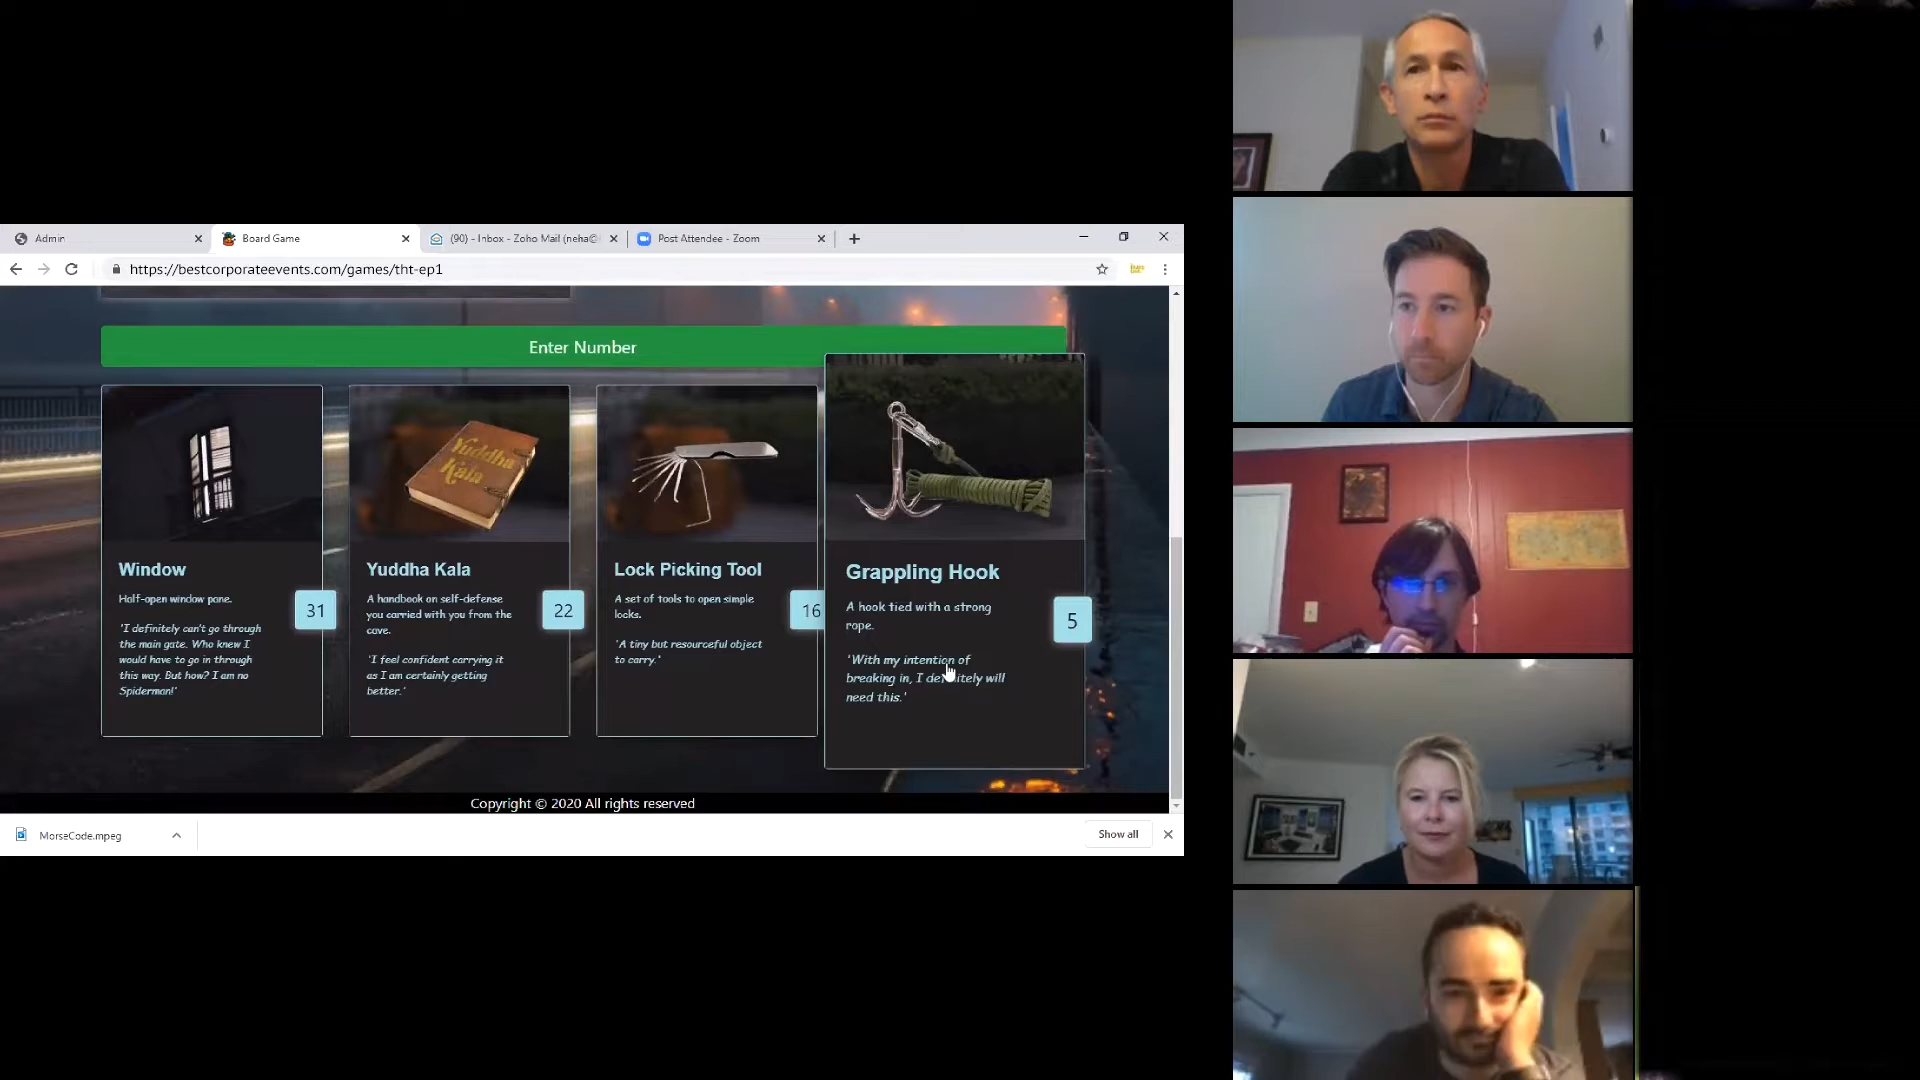 Admin
Board Game
(90) - Inbox - Zoho Mail (neha@
Post Attendee - Zoom
https://bestcorporateevents.com/games/tht-ep1
Enter Number
Yuddha
Kala
Window
Half-open window pane.
'I definitely can't go through
the main gate. Who knew I
would have to go in through
this way. But how? I am no
Spiderman!'
31
Yuddha Kala
A handbook on self-defense
you carried with you from the
cave.
'I feel confident carrying it
as I am certainly getting
better.'
22
Lock Picking Tool
A set of tools to open simple
locks.
'A tiny but resourceful object
to carry.'
16
Grappling Hook
A hook tied with a strong
rope.
'With my intention of
breaking in, I definitely will
need this.'
5
Copyright © 2020 All rights reserved
MorseCode.mpeg
Show all